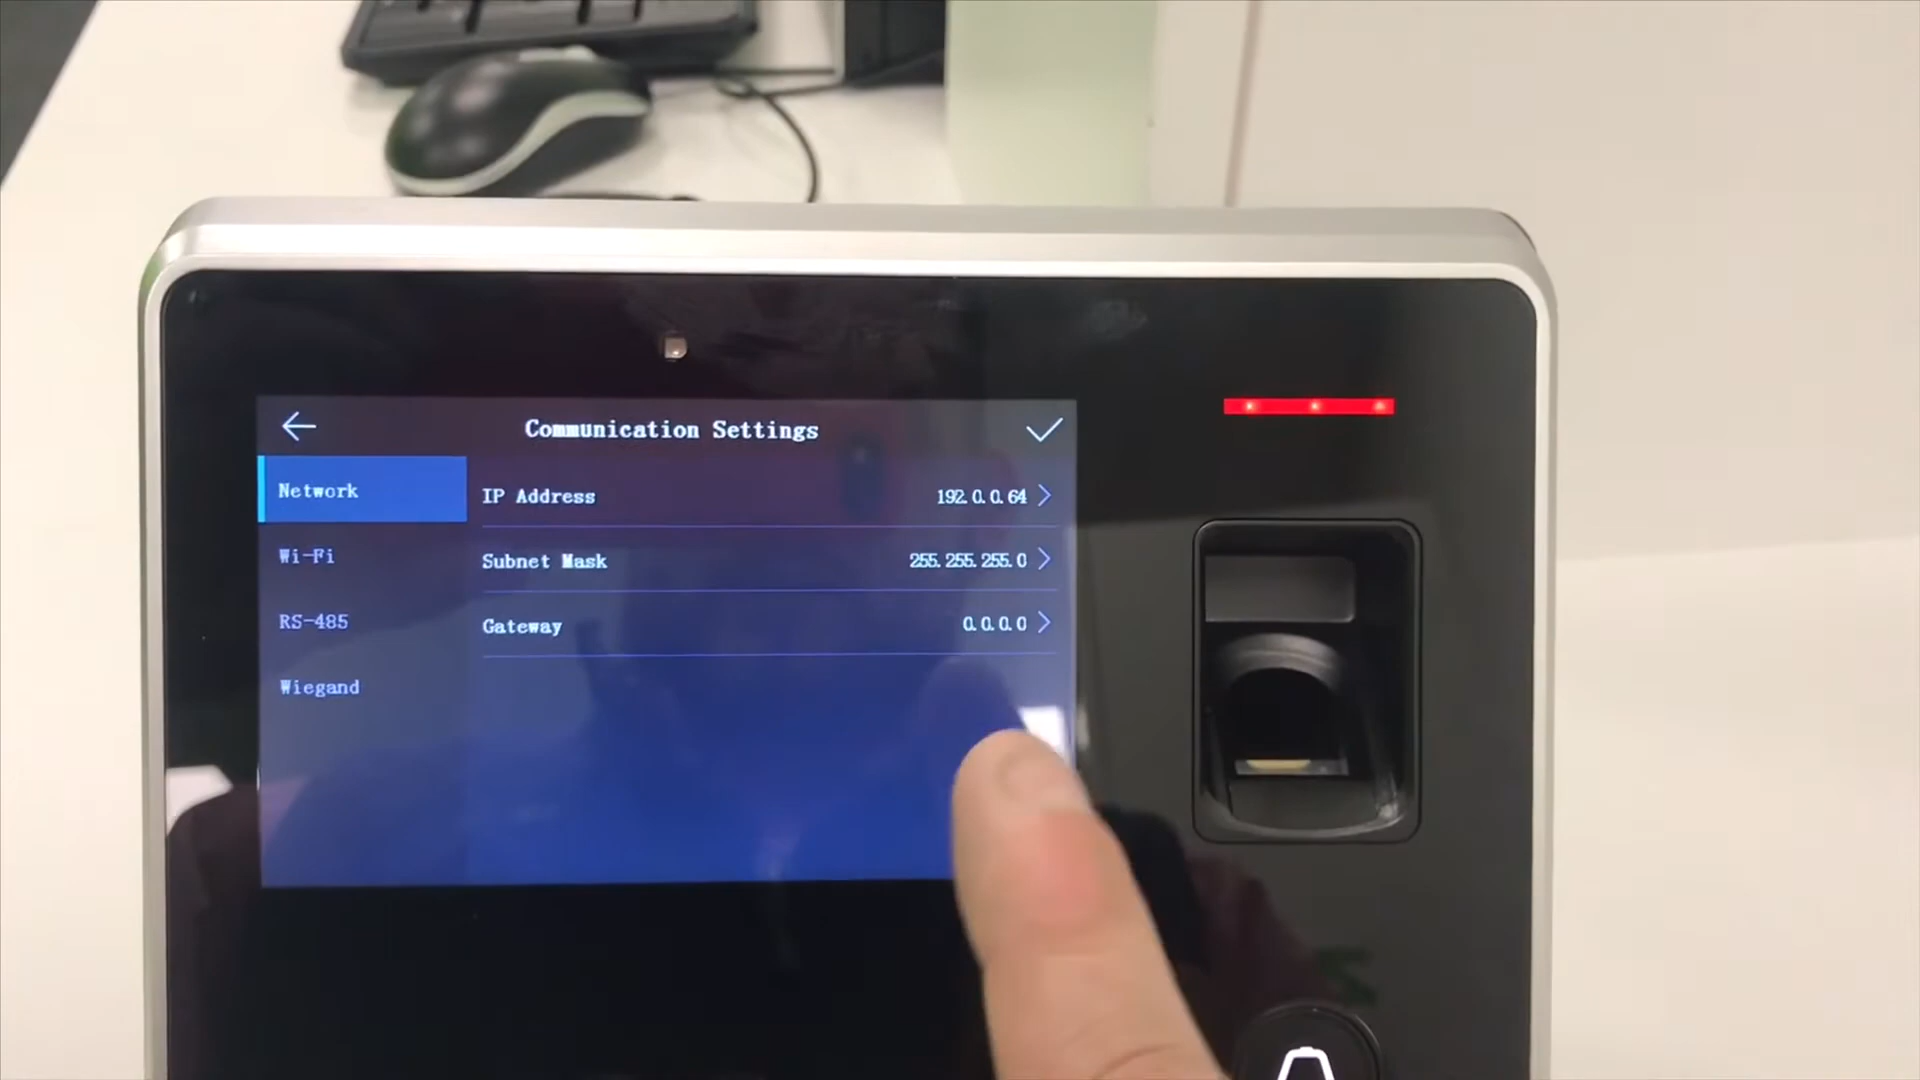 Communication Settings
Network
IP Address 192.0.0.64
Wi-Fi
Subnet Mask 255.255.255.0
RS-485
Gateway 0.0.0.0
Wiegand